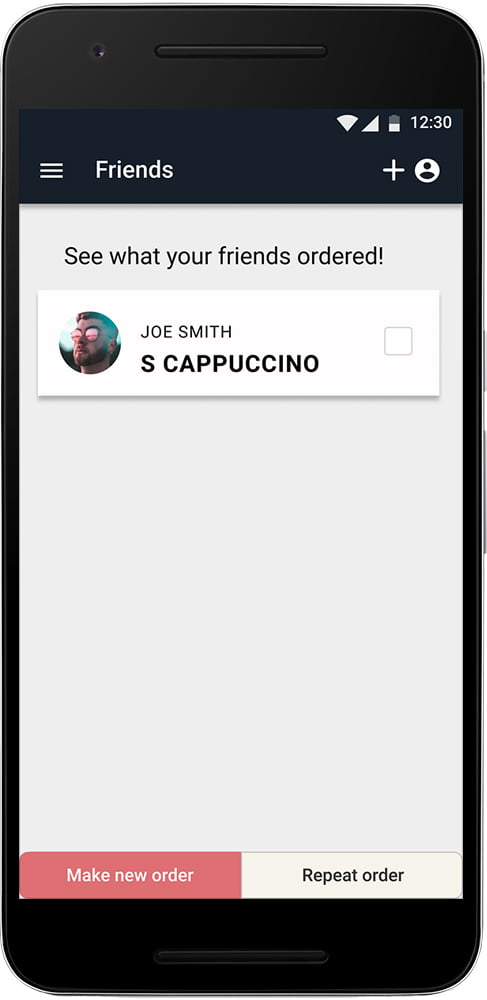 12:30
Friends
See what your friends ordered!
JOE SMITH
S CAPPUCCINO
Make new order
Repeat order